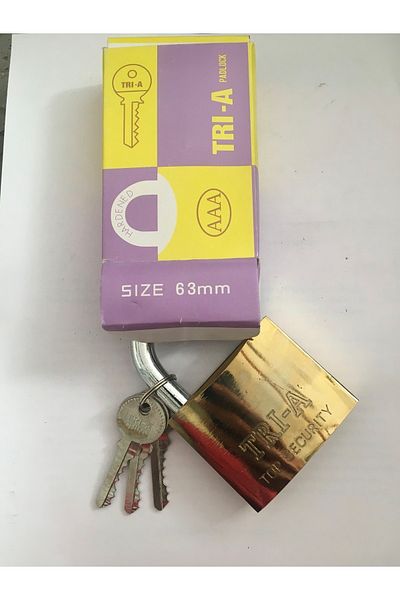 TRI-A
TRI-A
PADLOCK
HARDENED
AAA
SIZE 63mm
TRI-A
TOP SECURITY